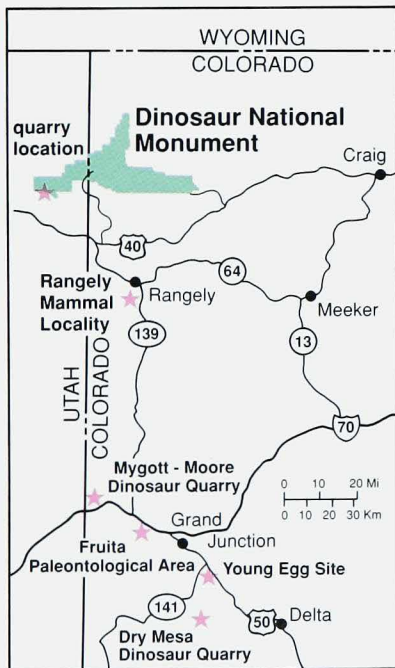 WYOMING
COLORADO
Dinosaur National
Monument
quarry
location
Craig
40
64
Rangely
Mammal
Locality
Rangely
Meeker
139
13
UTAH
COLORADO
70
Mygott - Moore
Dinosaur Quarry
0 10 20 Mi
0 10 20 30 Km
Grand
Junction
Fruita
Paleontological Area
Young Egg Site
141
50
Delta
Dry Mesa
Dinosaur Quarry